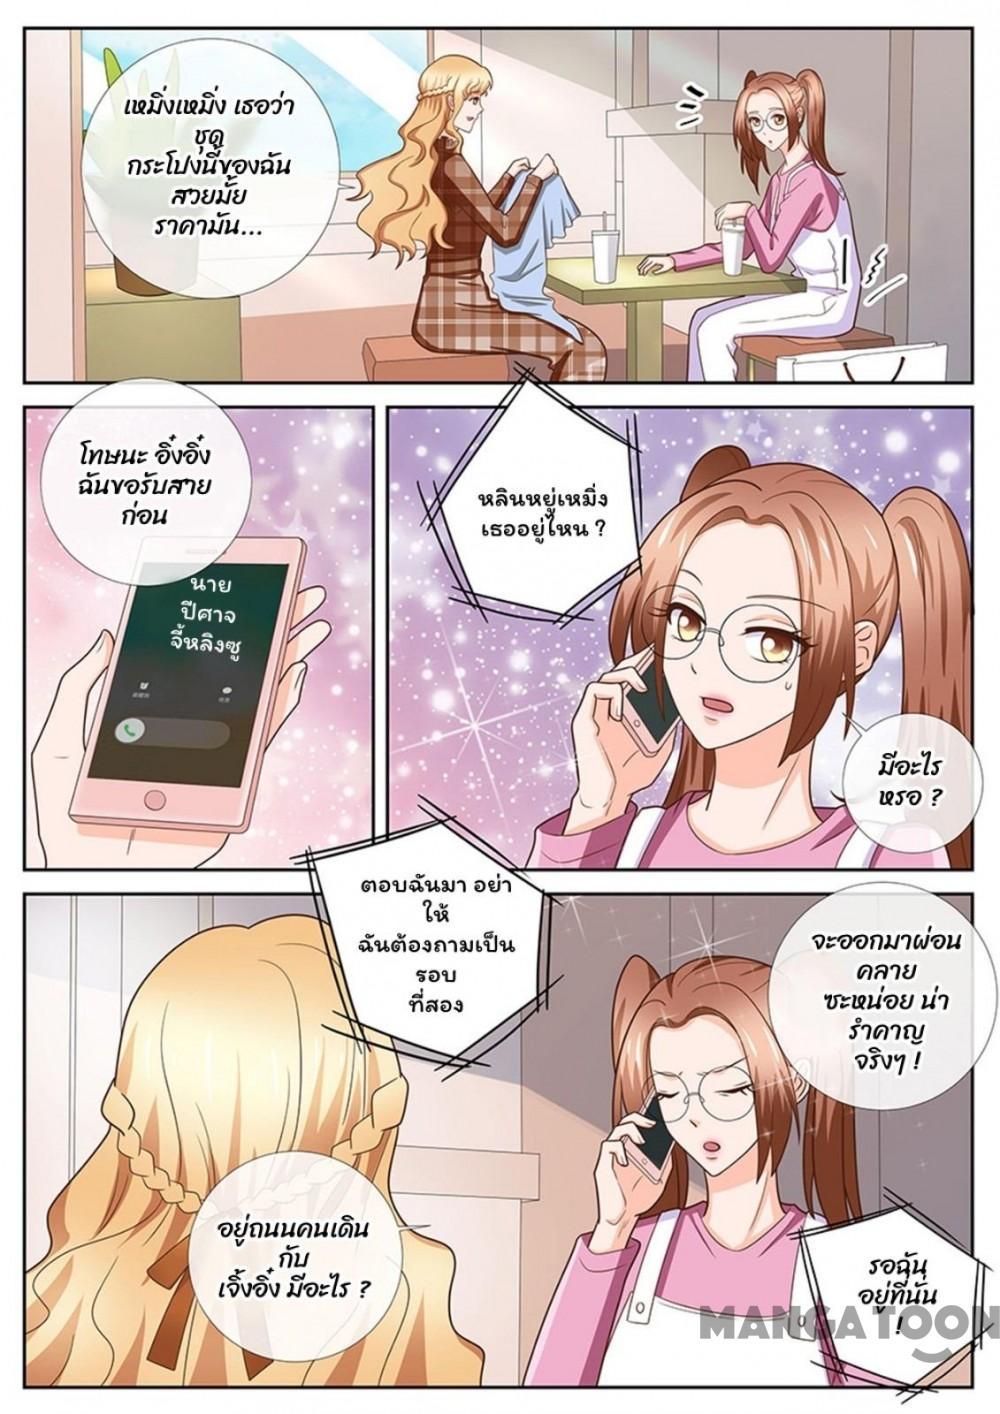 เหมิ่งเหมิ่ง เธอว่า
ชุด
กระโปงนี้ของฉัน
สวยมั้ย
ราคามัน...
โทษนะ อิ๋งอิ๋ง
ฉันขอรับสาย
ก่อน
นาย
ปีศาจ
จี้หลิงซู
หลินหยู่เหมิ่ง
เธออยู่ไหน ?
มีอะไร
หรอ ?
ตอบฉันมา อย่า
ให้
ฉันต้องถามเป็น
รอบ
ที่สอง
จะออกมาผ่อน
คลาย
ซะหน่อย น่า
รำคาญ
จริงๆ !
อยู่ถนนคนเดิน
กับ
เจิ้งอิ๋ง มีอะไร ?
รอฉัน
อยู่ที่นั่น
!
MANGATOON